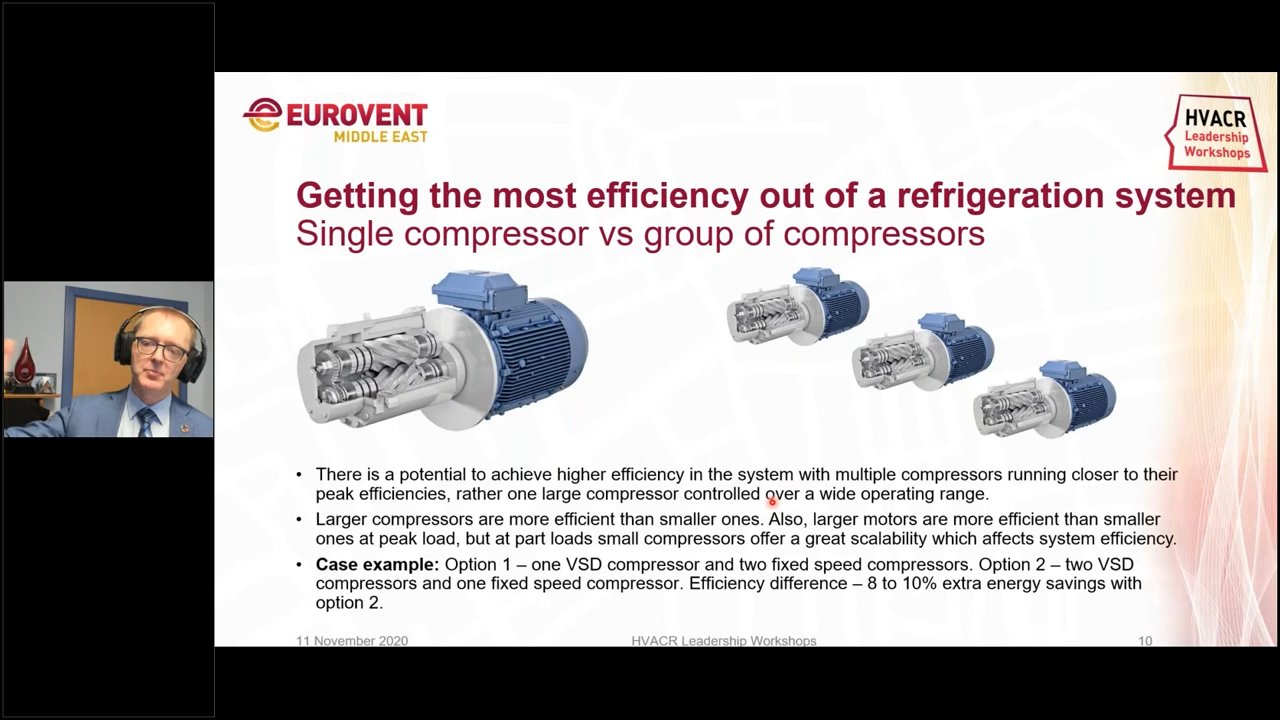 EUROVENT
MIDDLE EAST
HVACR
Leadership
Workshops
Getting the most efficiency out of a refrigeration system
Single compressor vs group of compressors
• There is a potential to achieve higher efficiency in the system with multiple compressors running closer to their
peak efficiencies, rather one large compressor controlled over a wide operating range.
• Larger compressors are more efficient than smaller ones. Also, larger motors are more efficient than smaller
ones at peak load, but at part loads small compressors offer a great scalability which affects system efficiency.
• Case example: Option 1 – one VSD compressor and two fixed speed compressors. Option 2 – two VSD
compressors and one fixed speed compressor. Efficiency difference – 8 to 10% extra energy savings with
option 2.
11 November 2020 HVACR Leadership Workshops 10